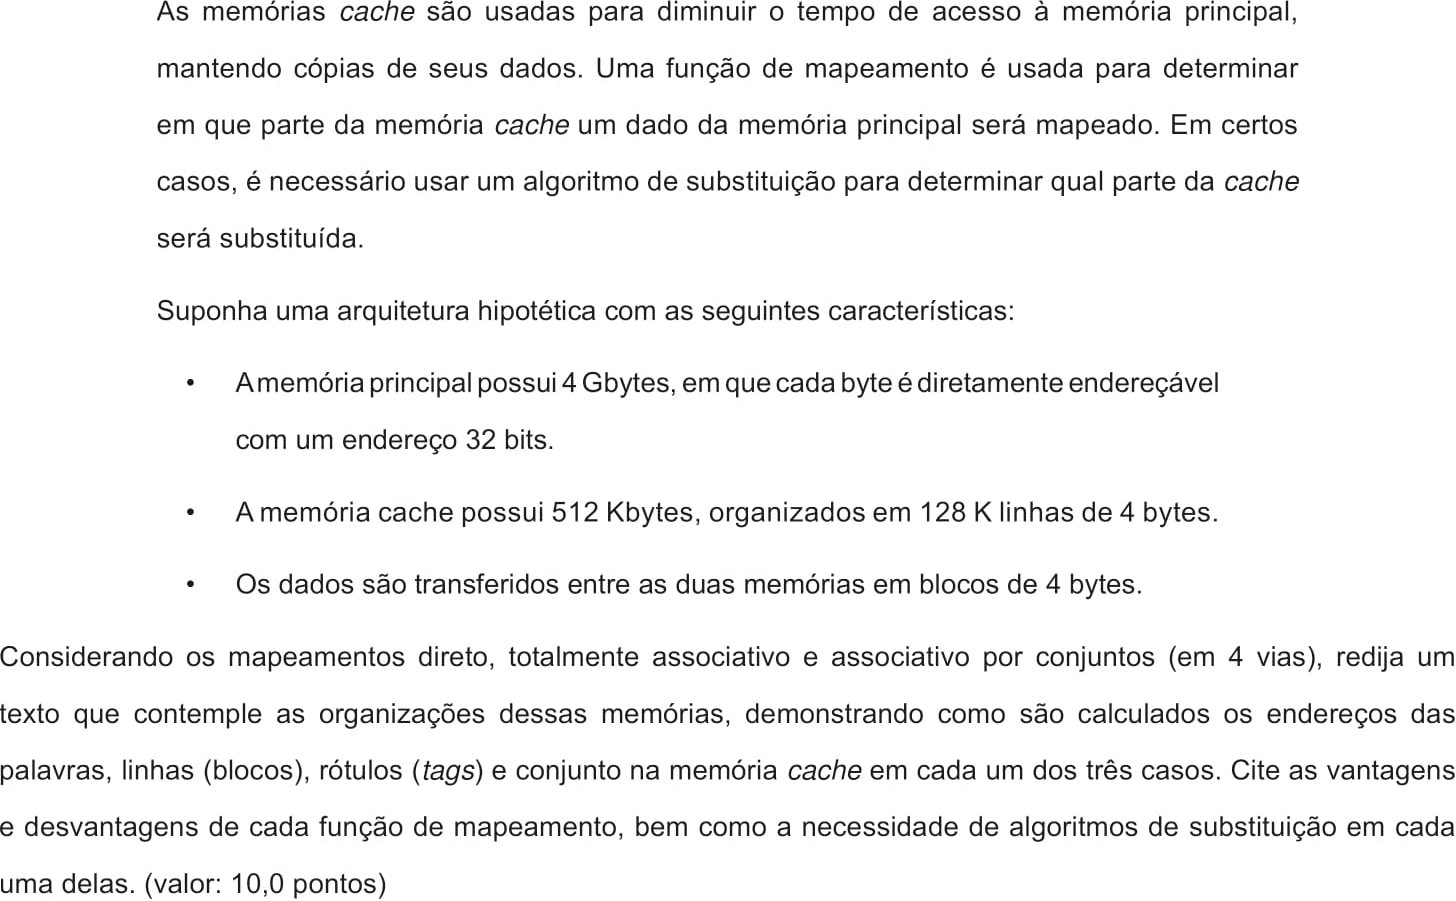 As memórias cache são usadas para diminuir o tempo de acesso à memória principal,
mantendo cópias de seus dados. Uma função de mapeamento é usada para determinar
em que parte da memória cache um dado da memória principal será mapeado. Em certos
casos, é necessário usar um algoritmo de substituição para determinar qual parte da cache
será substituída.
Suponha uma arquitetura hipotética com as seguintes características:
• A memória principal possui 4 Gbytes, em que cada byte é diretamente endereçável
com um endereço 32 bits.
• A memória cache possui 512 Kbytes, organizados em 128 K linhas de 4 bytes.
• Os dados são transferidos entre as duas memórias em blocos de 4 bytes.
Considerando os mapeamentos direto, totalmente associativo e associativo por conjuntos (em 4 vias), redija um
texto que contemple as organizações dessas memórias, demonstrando como são calculados os endereços das
palavras, linhas (blocos), rótulos (tags) e conjunto na memória cache em cada um dos três casos. Cite as vantagens
e desvantagens de cada função de mapeamento, bem como a necessidade de algoritmos de substituição em cada
uma delas. (valor: 10,0 pontos)